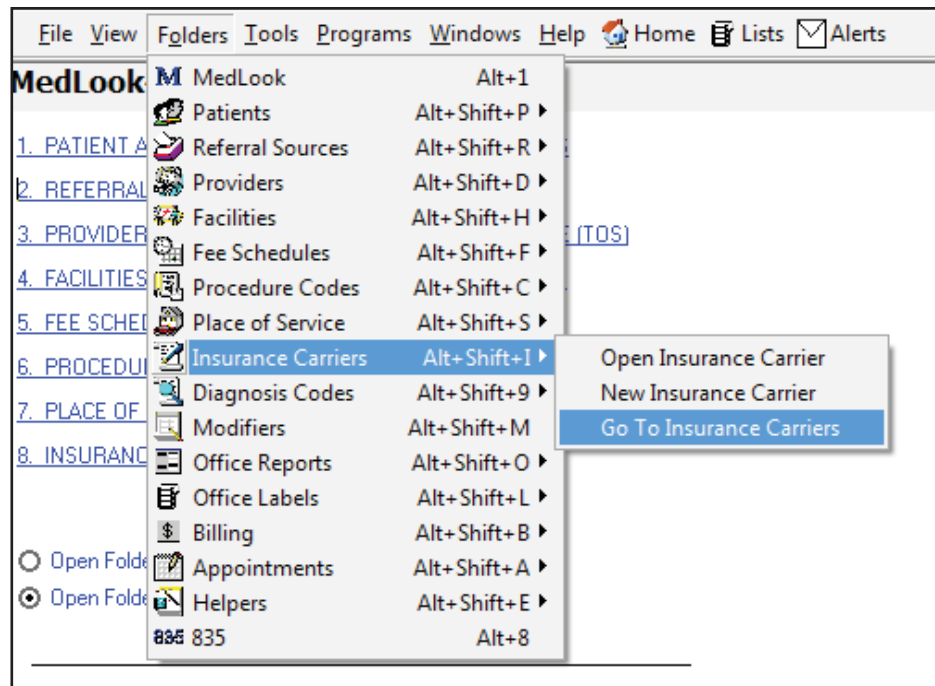 File View Folders Tools Programs Windows Help Home Lists Alerts
MedLook
M MedLook Alt+1
Patients Alt+Shift+P
1. PATIENT A
Referral Sources Alt+Shift+R
2. REFERRAL
Providers Alt+Shift+D
Facilities Alt+Shift+H
3. PROVIDER
(TOS)
Fee Schedules Alt+Shift+F
4. FACILITIES
Procedure Codes Alt+Shift+C
5. FEE SCHED
Place of Service Alt+Shift+S
6. PROCEDU
Insurance Carriers Alt+Shift+I
Open Insurance Carrier
Diagnosis Codes Alt+Shift+9
New Insurance Carrier
7. PLACE OF
Modifiers Alt+Shift+M
Go To Insurance Carriers
8. INSURANC
Office Reports Alt+Shift+O
Office Labels Alt+Shift+L
$ Billing Alt+Shift+B
Open Folde
Appointments Alt+Shift+A
Open Folde
Helpers Alt+Shift+E
835 835 Alt+8